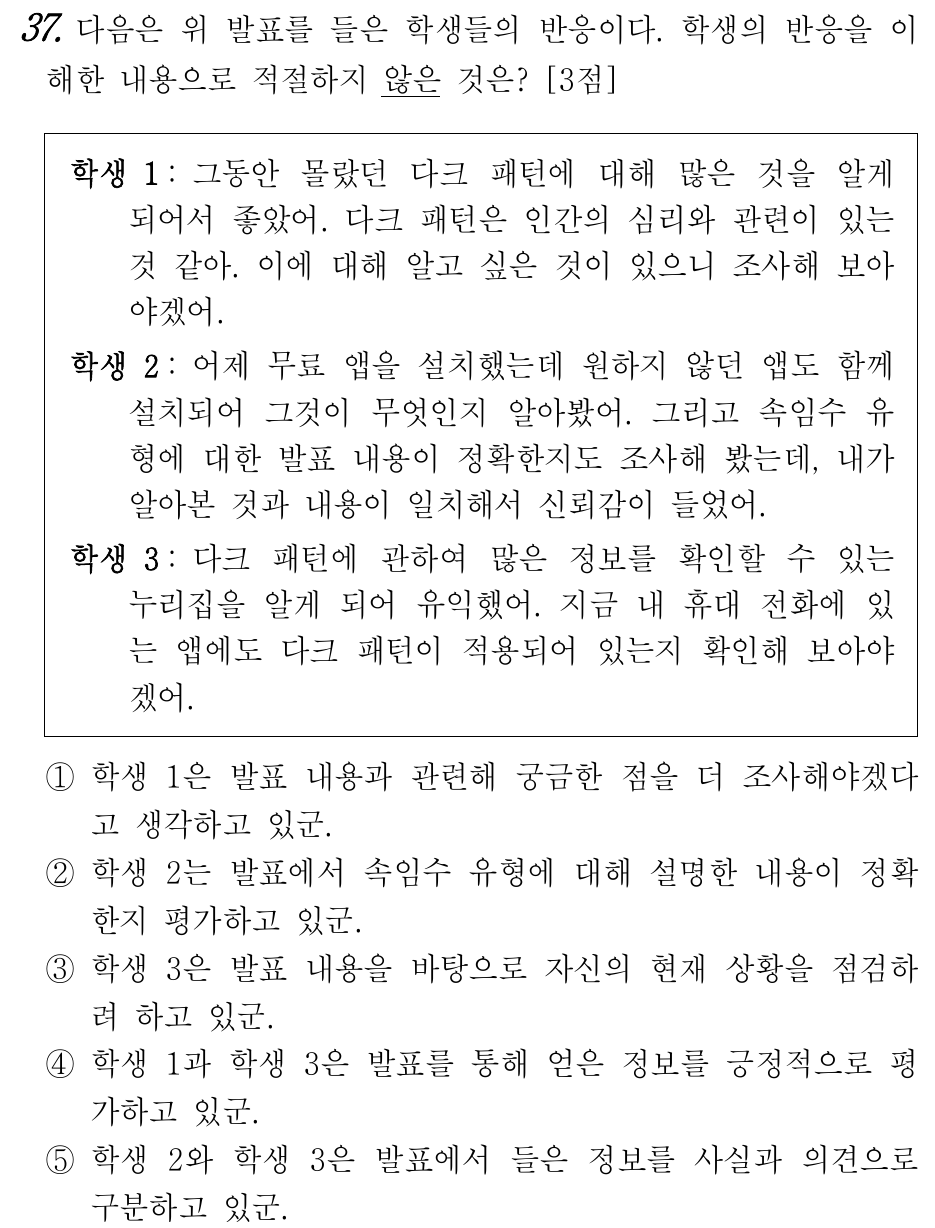 37. 다음은 위 발표를 들은 학생들의 반응이다. 학생의 반응을 이
해한 내용으로 적절하지 않은 것은? [3점]
학생 1 : 그동안 몰랐던 다크 패턴에 대해 많은 것을 알게
되어서 좋았어. 다크 패턴은 인간의 심리와 관련이 있는
것 같아. 이에 대해 알고 싶은 것이 있으니 조사해 보아
야겠어.
학생 2 : 어제 무료 앱을 설치했는데 원하지 않던 앱도 함께
설치되어 그것이 무엇인지 알아봤어. 그리고 속임수 유
형에 대한 발표 내용이 정확한지도 조사해 봤는데, 내가
알아본 것과 내용이 일치해서 신뢰감이 들었어.
학생 3 : 다크 패턴에 관하여 많은 정보를 확인할 수 있는
누리집을 알게 되어 유익했어. 지금 내 휴대 전화에 있
는 앱에도 다크 패턴이 적용되어 있는지 확인해 보아야
겠어.
① 학생 1은 발표 내용과 관련해 궁금한 점을 더 조사해야겠다
고 생각하고 있군.
② 학생 2는 발표에서 속임수 유형에 대해 설명한 내용이 정확
한지 평가하고 있군.
③ 학생 3은 발표 내용을 바탕으로 자신의 현재 상황을 점검하
려 하고 있군.
④ 학생 1과 학생 3은 발표를 통해 얻은 정보를 긍정적으로 평
가하고 있군.
⑤ 학생 2와 학생 3은 발표에서 들은 정보를 사실과 의견으로
구분하고 있군.